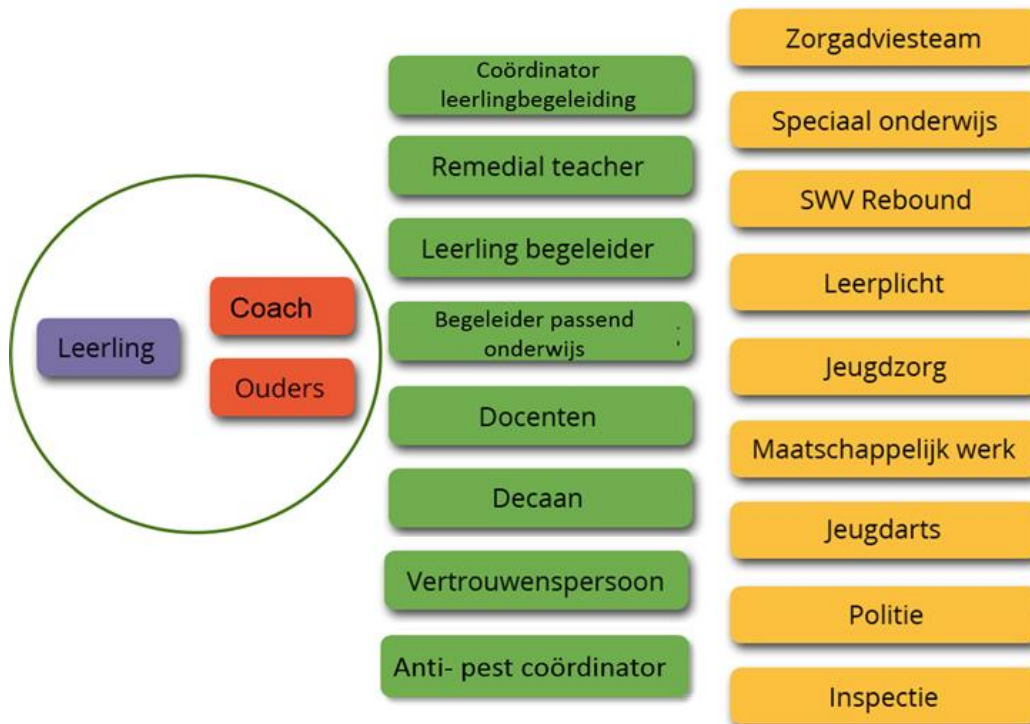 Leerling
Coach
Ouders
Coördinator
leerlingbegeleiding
Remedial teacher
Leerling begeleider
Begeleider passend
onderwijs
:
Docenten
Decaan
Vertrouwenspersoon
Anti- pest coördinator
Zorgadviesteam
Speciaal onderwijs
SWV Rebound
Leerplicht
Jeugdzorg
Maatschappelijk werk
Jeugdarts
Politie
Inspectie